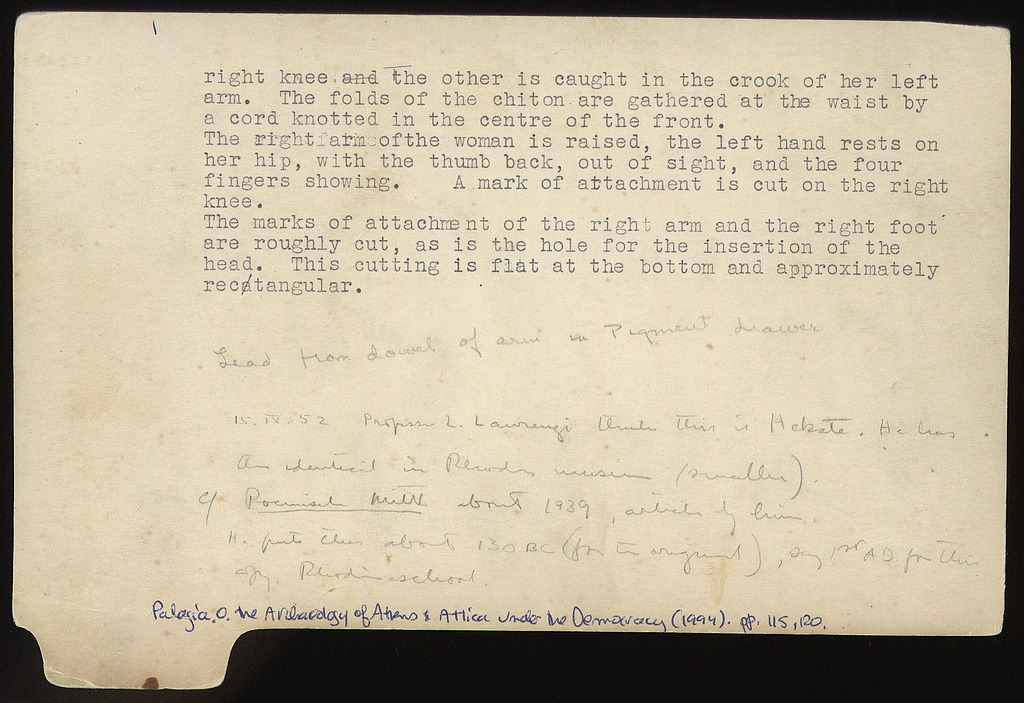 right knee. and The other is caught in the crook of her left
arm.  The folds of the chiton are gathered at the waist by
a cord knotted in the centre of the front.
The right arm ofthe woman is raised, the left hand rests on
her hip, with the thumb back, out of sight, and the four
fingers showing.    A mark of attachment is cut on the right
knee.
The marks of attachment of the right arm and the right foot
are roughly cut, as is the hole for the insertion of the
head.  This cutting is flat at the bottom and approximately
rectangular.
Lead from dowel of arm in Pigment drawer
15. IX. 52 Professor L. Laurenzi thinks this is Hekate. He has
the identical in Rhodes museum (smaller).
cf Roemische Mitth about 1939, article by him.
H. puts this about 130 BC (for the original), say 1st AD for this
copy. Rhodian school.
Palagia. O. The Archaeology of Athens & Attica under the Democracy (1994). pp. 115, 120.